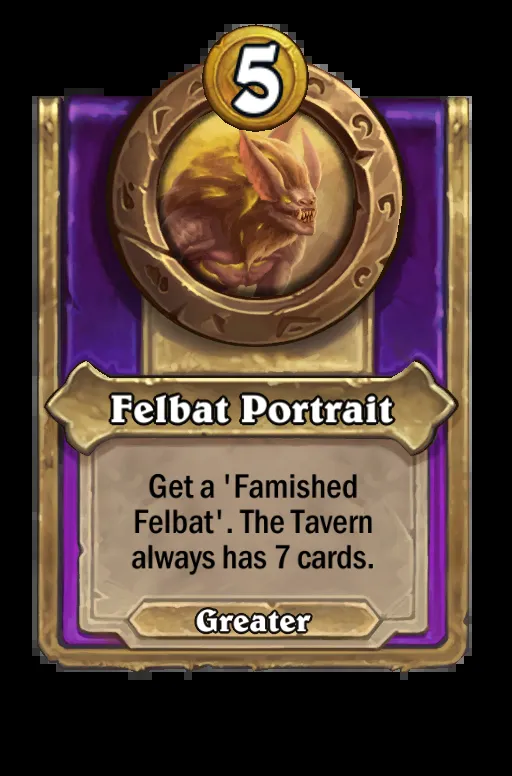 5
Felbat Portrait
Get a 'Famished
Felbat'. The Tavern
always has 7 cards.
Greater